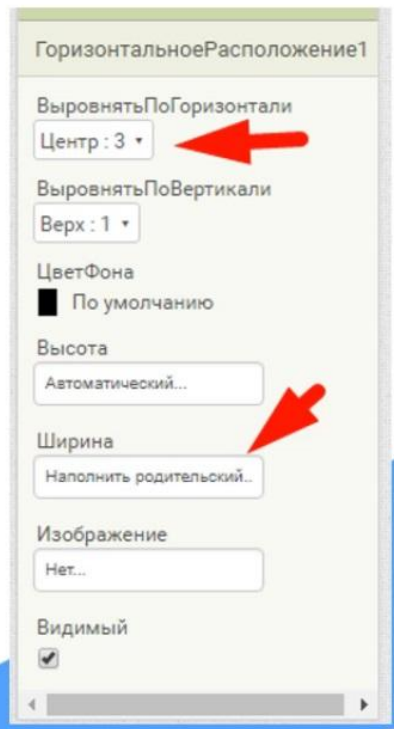 ГоризонтальноеРасположение1
ВыровнятьПоГоризонтали
Центр : 3
ВыровнятьПоВертикали
Верх : 1
ЦветФона
По умолчанию
Высота
Автоматический...
Ширина
Наполнить родительский..
Изображение
Нет...
Видимый